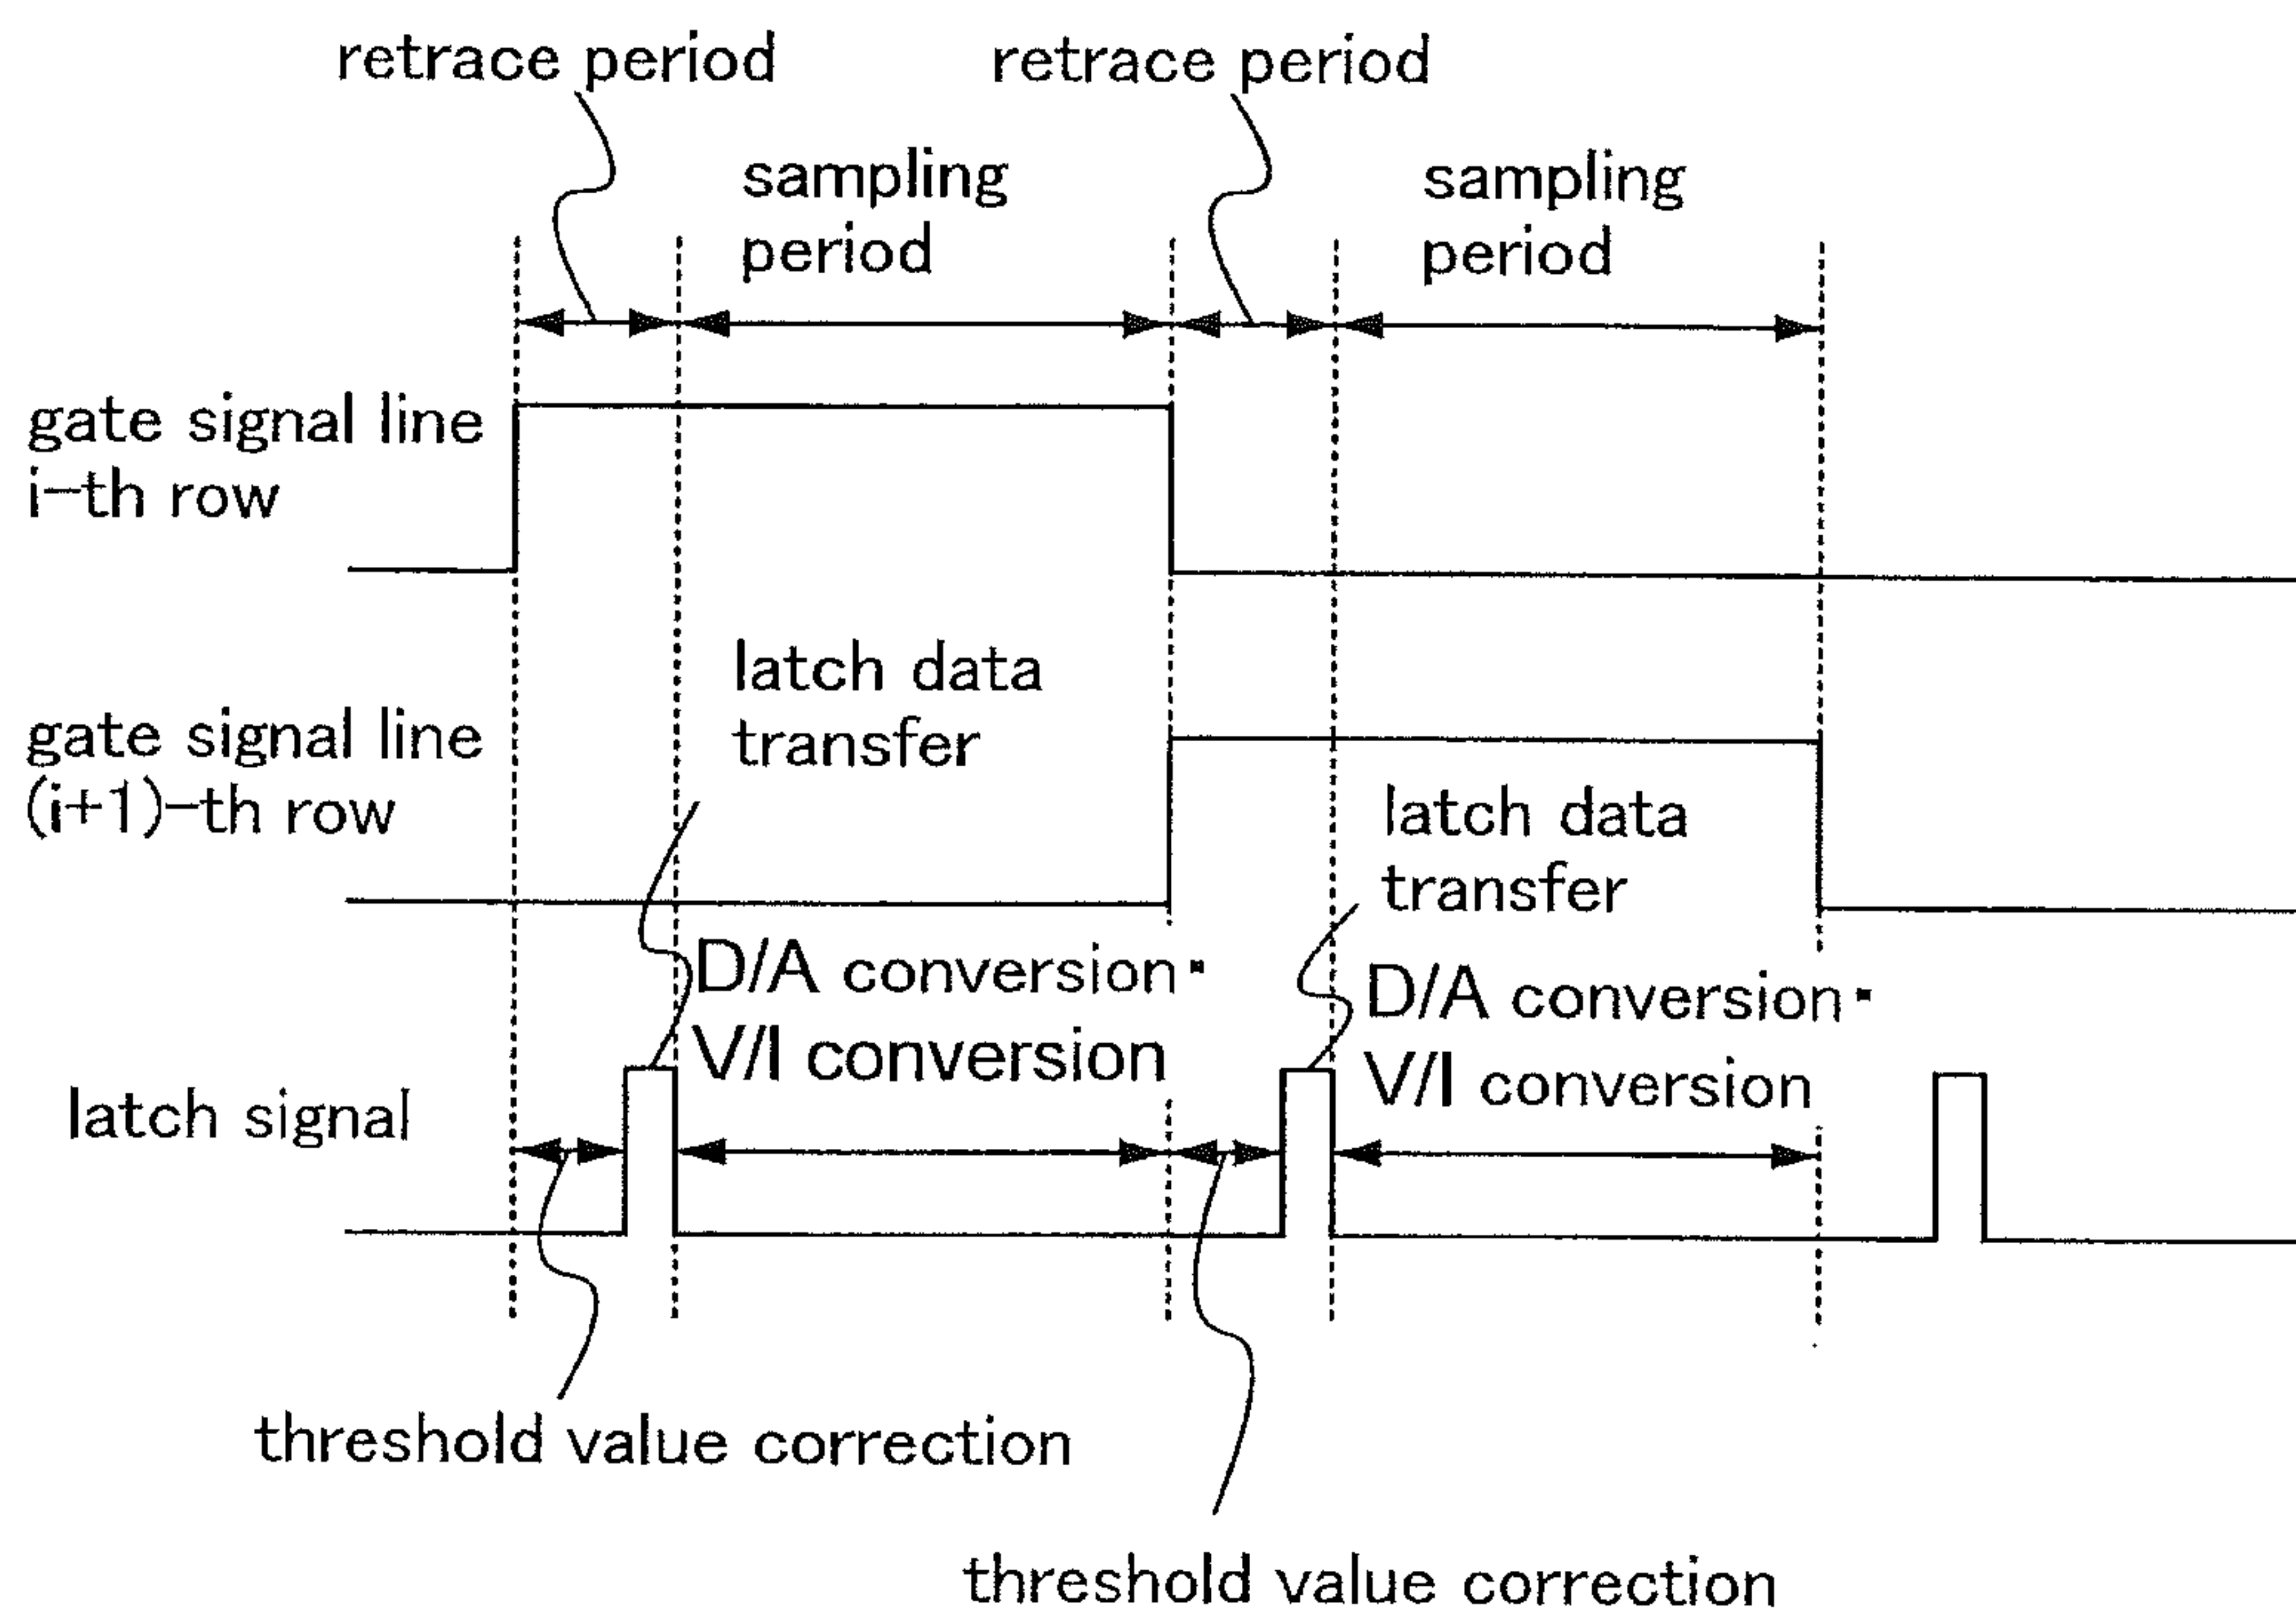 retrace period
retrace period
sampling
period
sampling
period
gate signal line
i-th row
latch data
transfer
gate signal line
(i+1)-th row
latch data
transfer
D/A conversion･
V/I conversion
D/A conversion･
V/I conversion
latch signal
threshold value correction
threshold value correction